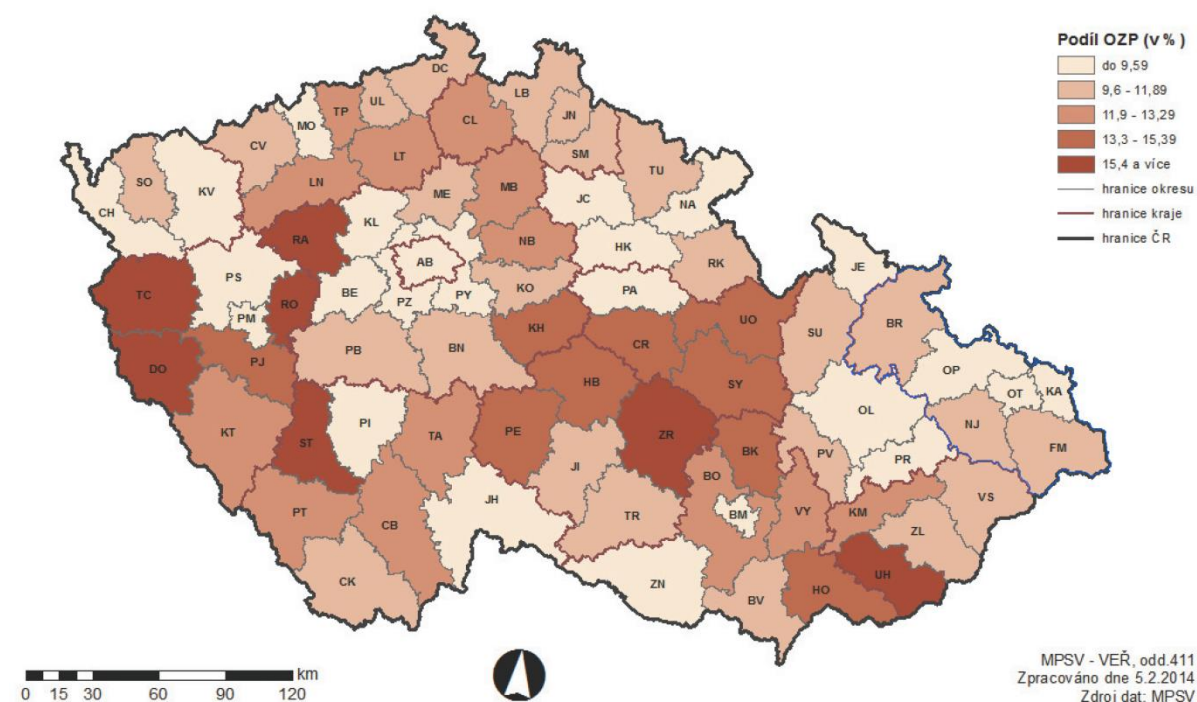 Podíl OZP (v % )
do 9,59
9,6 - 11,89
11,9 - 13,29
13,3 - 15,39
15,4 a více
hranice okresu
hranice kraje
hranice ČR
DC
LB
UL
JN
MO
TP
CL
CV
SM
LT
TU
SO
KV
LN
ME
MB
JC
NA
CH
KL
RA
NB
HK
AB
RK
JE
PS
TC
RO
BE
PZ
PY
KO
PA
PM
UO
BR
KH
CR
SU
DO
PJ
PB
BN
HB
SY
OP
OT
KA
OL
KT
ST
PI
TA
PE
ZR
NJ
FM
BK
PV
PR
JI
BO
VS
PT
CB
JH
TR
BM
VY
KM
ZL
CK
ZN
BV
HO
UH
km
0 15 30 60 90 120
MPSV - VEŘ, odd.411
Zpracováno dne 5.2.2014
Zdroj dat: MPSV